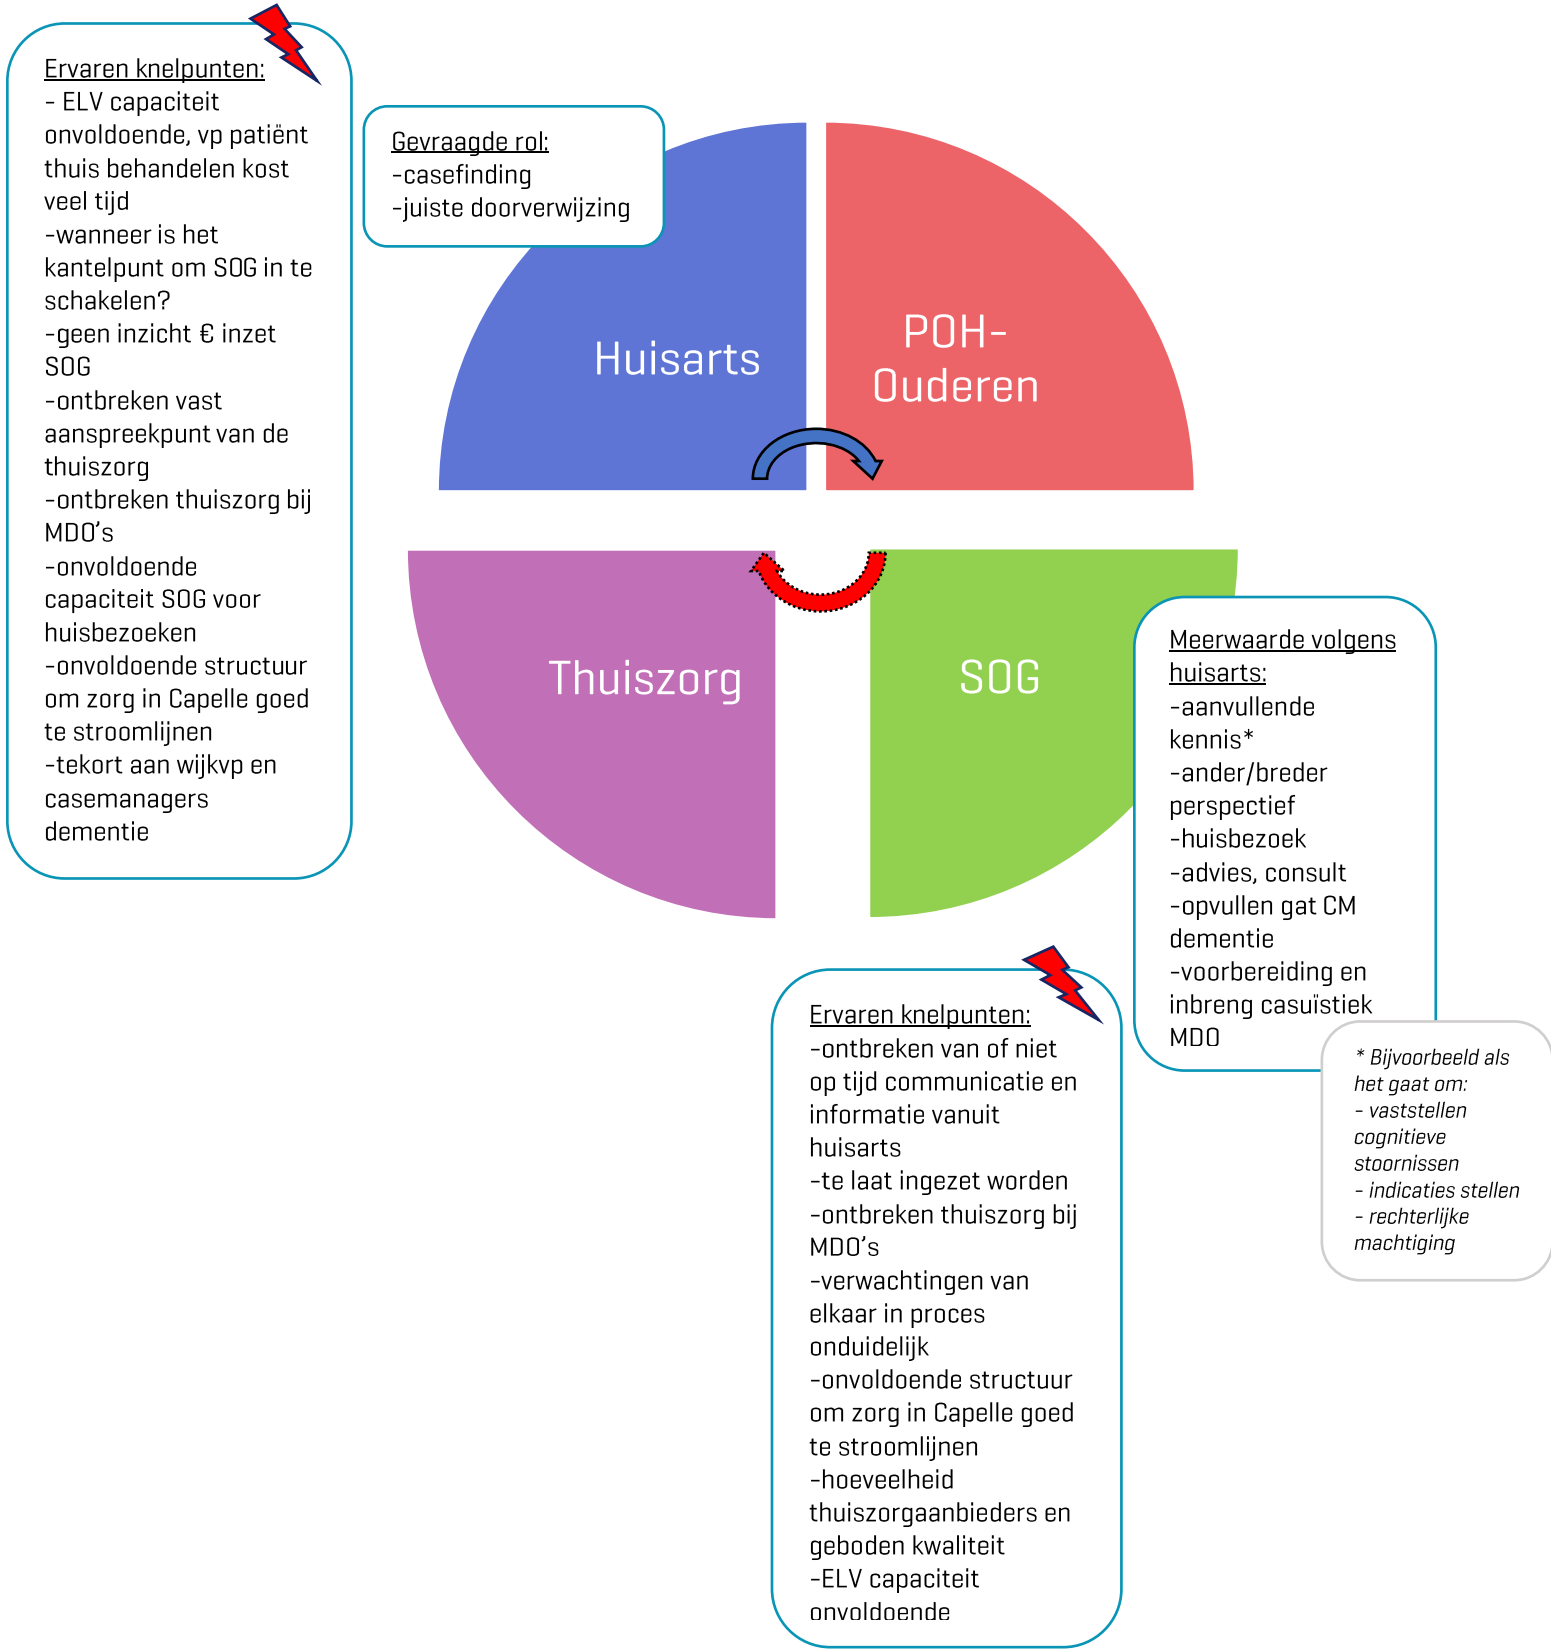 Ervaren knelpunten:
- ELV capaciteit
onvoldoende, vp patiënt
thuis behandelen kost
veel tijd
-wanneer is het
kantelpunt om SOG in te
schakelen?
-geen inzicht € inzet
SOG
-ontbreken vast
aanspreekpunt van de
thuiszorg
-ontbreken thuiszorg bij
MDO's
-onvoldoende
capaciteit SOG voor
huisbezoeken
-onvoldoende structuur
om zorg in Capelle goed
te stroomlijnen
-tekort aan wijkvp en
casemanagers
dementie
Gevraagde rol:
-casefinding
-juiste doorverwijzing
Huisarts
POH-
Ouderen
Thuiszorg
SOG
Meerwaarde volgens
huisarts:
-aanvullende
kennis*
-ander/breder
perspectief
-huisbezoek
-advies, consult
-opvullen gat CM
dementie
-voorbereiding en
inbreng casuïstiek
MDO
* Bijvoorbeeld als
het gaat om:
- vaststellen
cognitieve
stoornissen
- indicaties stellen
- rechterlijke
machtiging
Ervaren knelpunten:
-ontbreken van of niet
op tijd communicatie en
informatie vanuit
huisarts
-te laat ingezet worden
-ontbreken thuiszorg bij
MDO's
-verwachtingen van
elkaar in proces
onduidelijk
-onvoldoende structuur
om zorg in Capelle goed
te stroomlijnen
-hoeveelheid
thuiszorgaanbieders en
geboden kwaliteit
-ELV capaciteit
onvoldoende